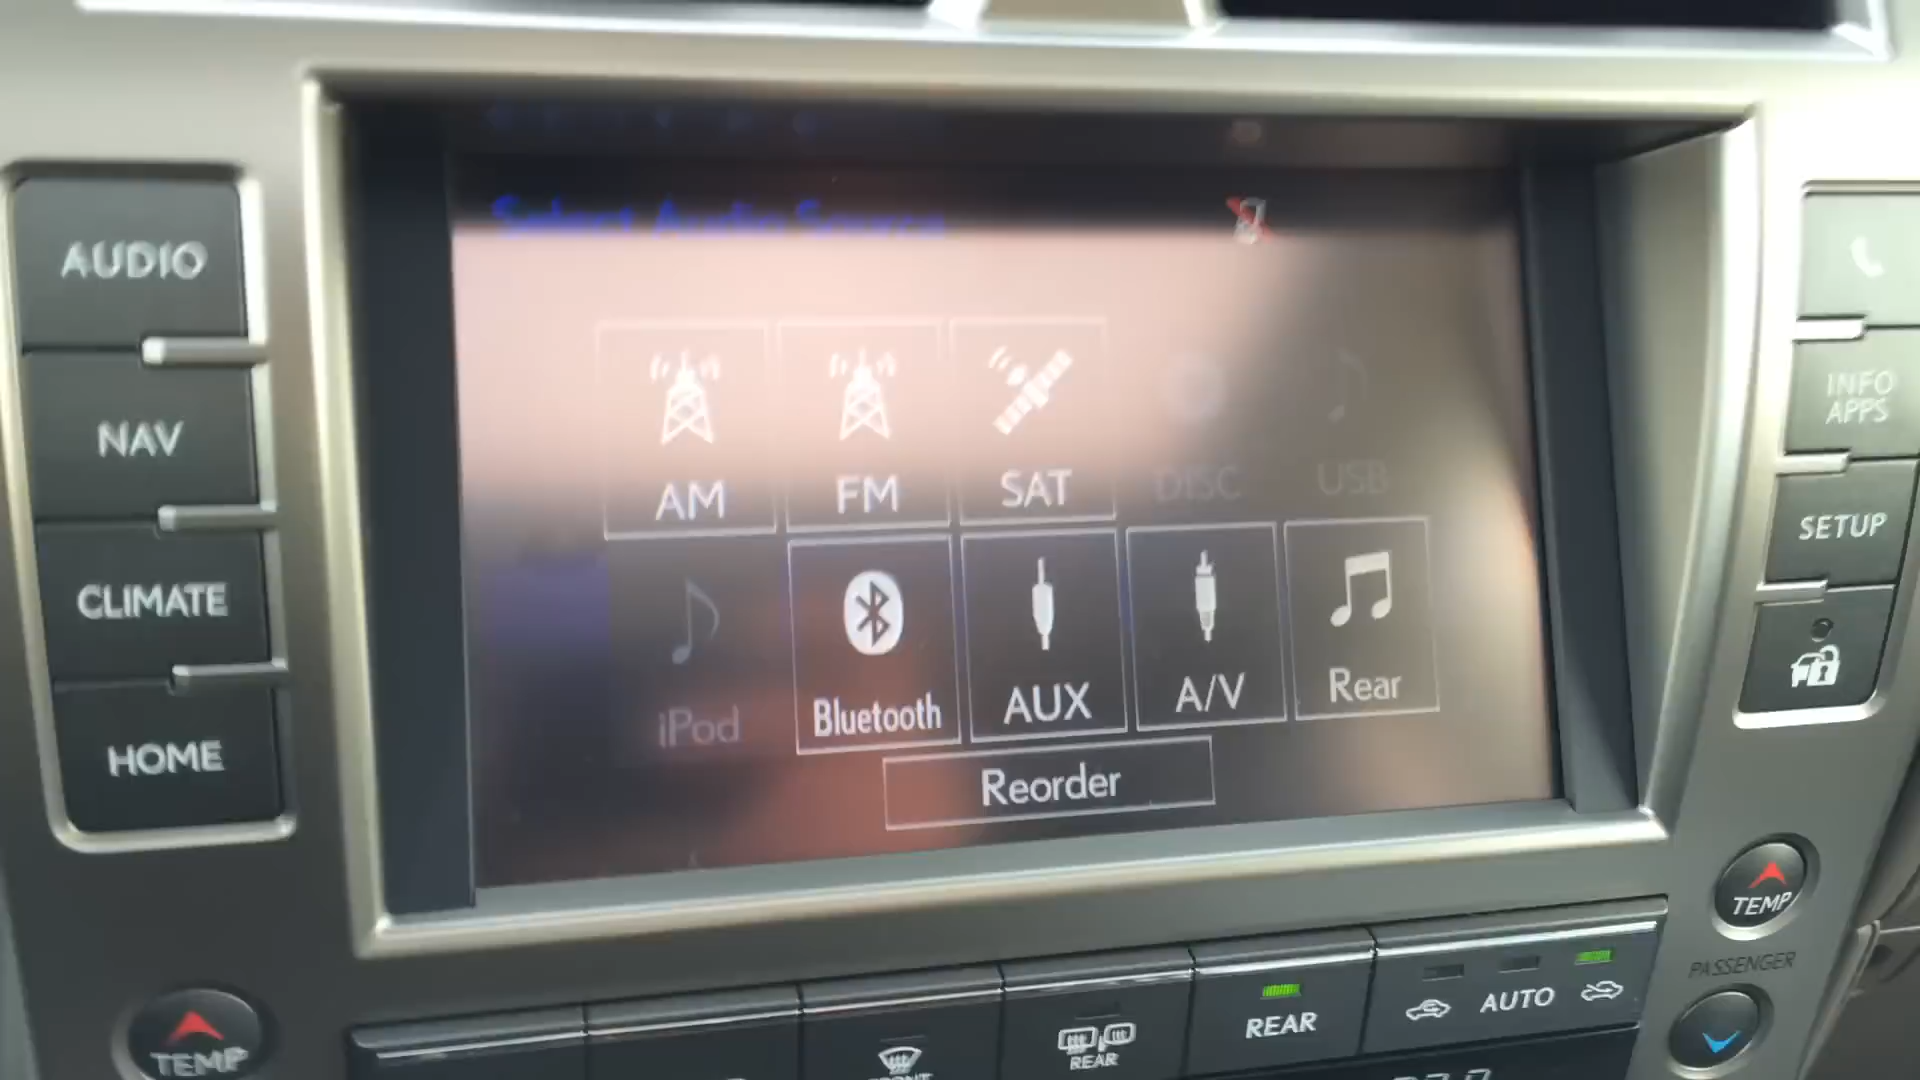 Select Audio Source
AUDIO
NAV
CLIMATE
HOME
AM
FM
SAT
DISC
USB
iPod
Bluetooth
AUX
A/V
Rear
Reorder
INFO
APPS
SETUP
TEMP
PASSENGER
TEMP
REAR
REAR
AUTO